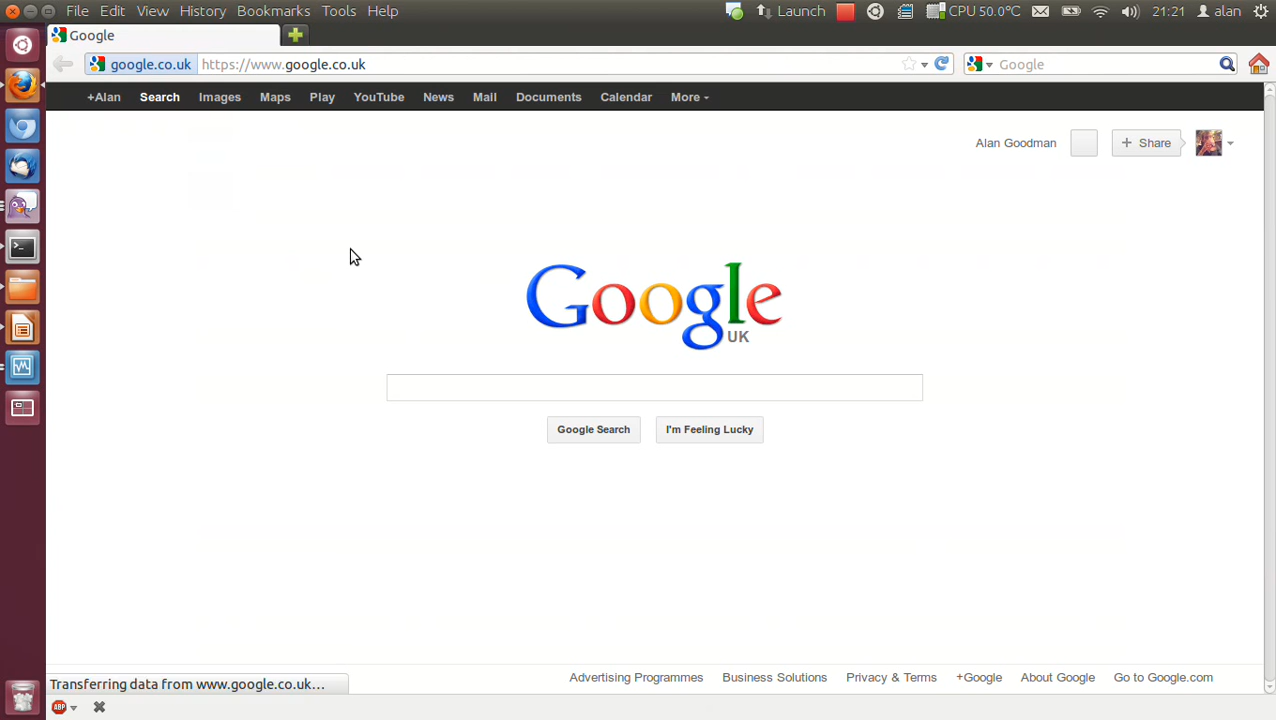 File Edit View History Bookmarks Tools Help
Launch CPU 50.0°C 21:21 alan
Google
google.co.uk https://www.google.co.uk
Google
+Alan Search Images Maps Play YouTube News Mail Documents Calendar More
Alan Goodman + Share
Google
UK
Google Search I'm Feeling Lucky
Advertising Programmes Business Solutions Privacy & Terms +Google About Google Go to Google.com
Transferring data from www.google.co.uk...
ABP